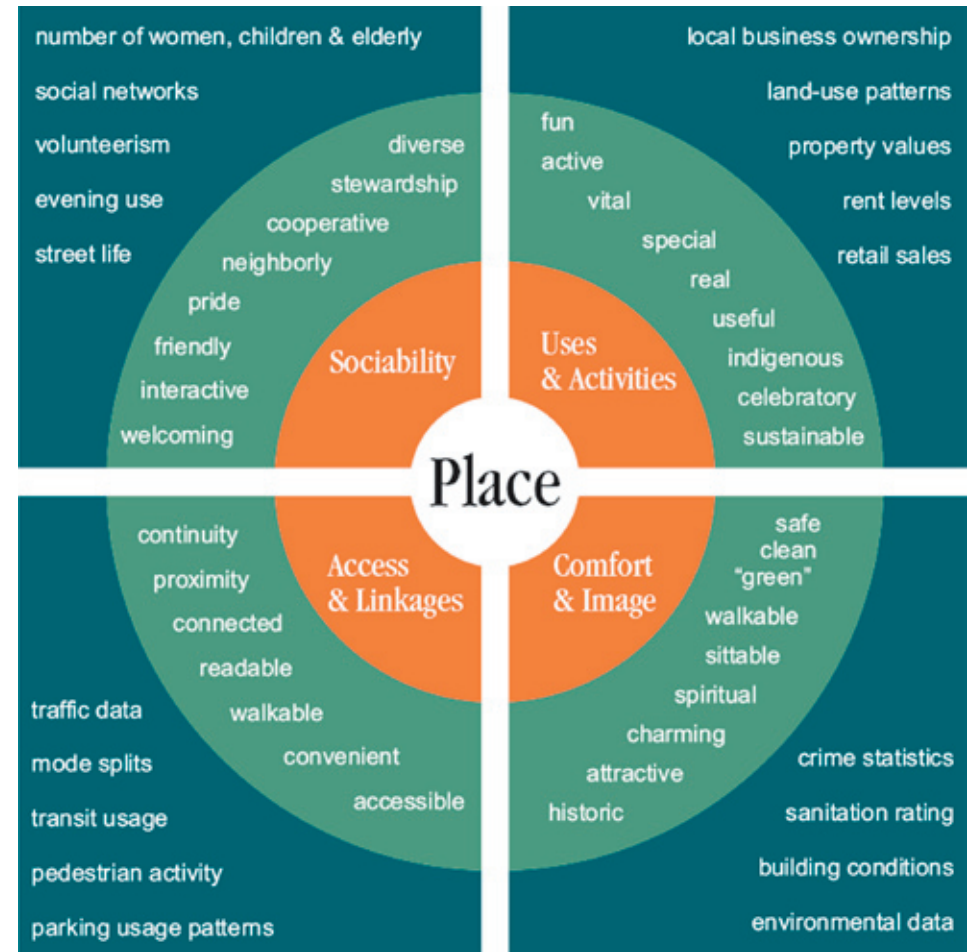 number of women, children & elderly
social networks
volunteerism
evening use
street life
diverse
stewardship
cooperative
neighborly
pride
friendly
interactive
welcoming
Sociability
local business ownership
land-use patterns
property values
rent levels
retail sales
fun
active
vital
special
real
useful
indigenous
celebratory
sustainable
Uses
& Activities
Place
continuity
proximity
connected
readable
walkable
convenient
accessible
Access
& Linkages
traffic data
mode splits
transit usage
pedestrian activity
parking usage patterns
Comfort
& Image
safe
clean
“green”
walkable
sittable
spiritual
charming
attractive
historic
crime statistics
sanitation rating
building conditions
environmental data